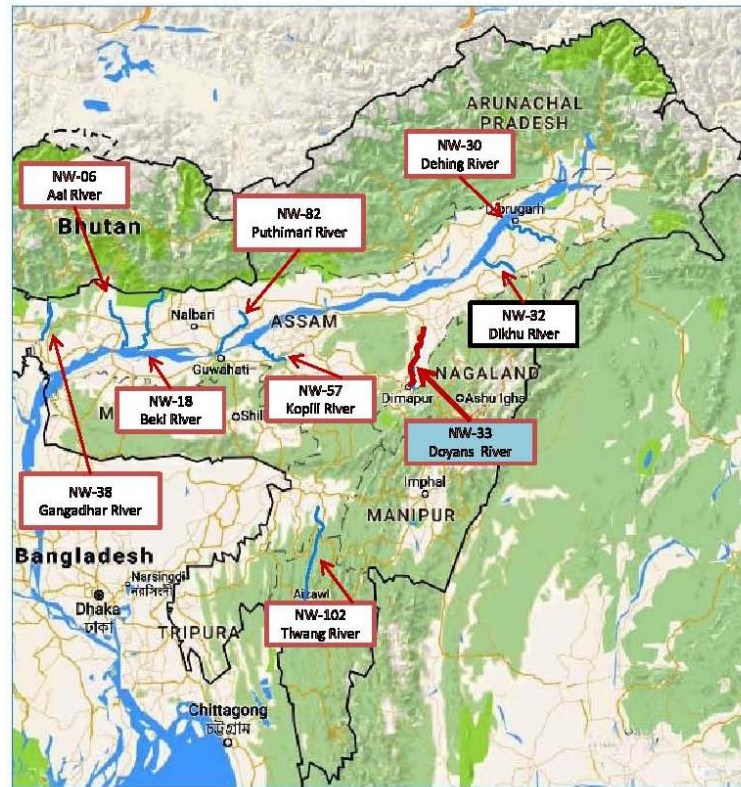 ARUNACHAL
PRADESH
NW-30
Dehing River
NW-06
Aai River
NW-82
Puthimari River
Bhutan
brugarh
Nalbari
ASSAM
NW-32
Dikhu River
Guwahati
NAGALAND
NW-18
Beki River
NW-57
Kopili River
Dimapur
Ashu Igha
M
Shil
NW-33
Doyans River
NW-38
Gangadhar River
Imphal
MANIPUR
Bangladesh
Narsingdi
নরসিংদী
Dhaka
ঢাকা
Aizawl
TRIPURA
NW-102
Tlwang River
Chittagong
চট্টগ্রাম